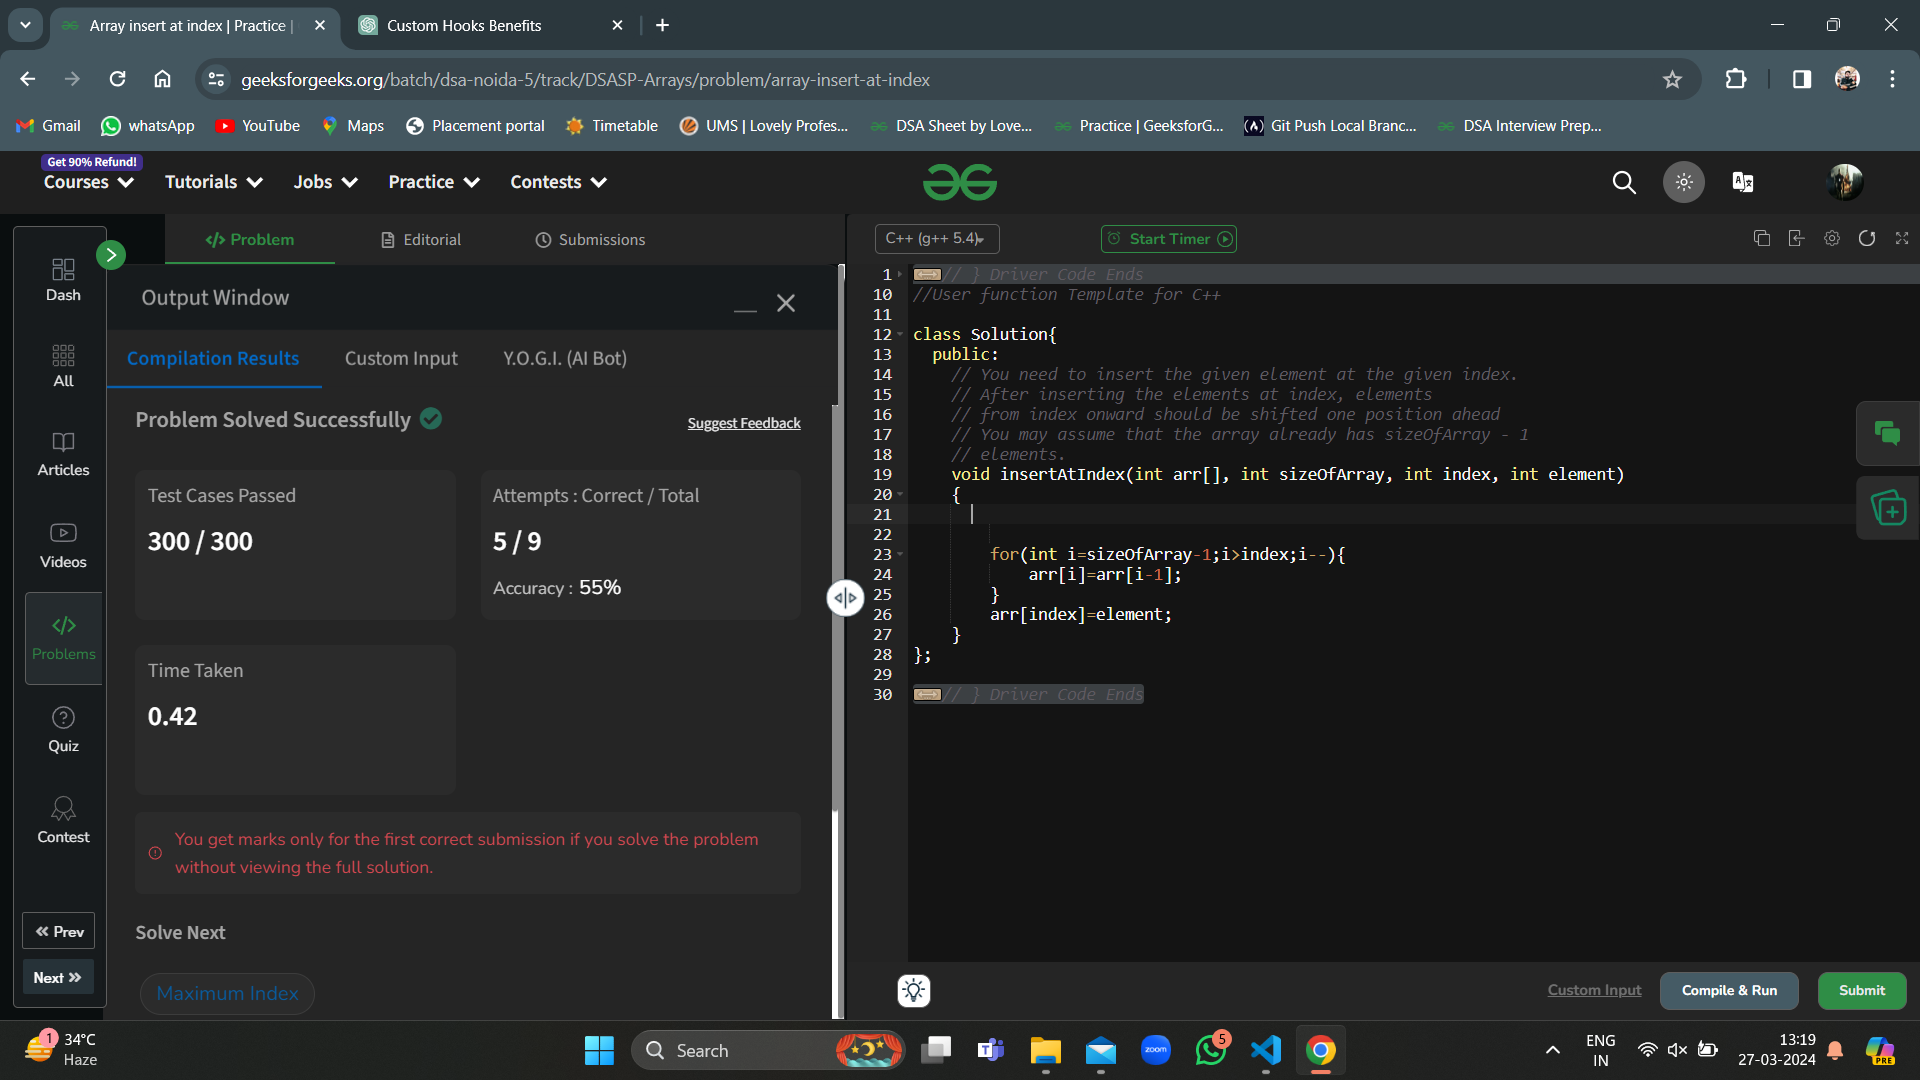 Array insert at index | Practice |
Custom Hooks Benefits
geeksforgeeks.org/batch/dsa-noida-5/track/DSASP-Arrays/problem/array-insert-at-index
Gmail
whatsApp
YouTube
Maps
Placement portal
Timetable
UMS | Lovely Profes...
DSA Sheet by Love...
Practice | GeeksforG...
Git Push Local Branc...
DSA Interview Prep...
Get 90% Refund!
Courses
Tutorials
Jobs
Practice
Contests
Dash
All
Articles
Videos
Problems
Quiz
Contest
« Prev
Next »
</> Problem
Editorial
Submissions
Output Window
Compilation Results
Custom Input
Y.O.G.I. (AI Bot)
Problem Solved Successfully
Suggest Feedback
Test Cases Passed
300 / 300
Attempts : Correct / Total
5 / 9
Accuracy : 55%
Time Taken
0.42
You get marks only for the first correct submission if you solve the problem
without viewing the full solution.
Solve Next
Maximum Index
C++ (g++ 5.4)
Start Timer
1 // } Driver Code Ends
10 //User function Template for C++
11
12 class Solution{
13 public:
14 // You need to insert the given element at the given index.
15 // After inserting the elements at index, elements
16 // from index onward should be shifted one position ahead
17 // You may assume that the array already has sizeOfArray - 1
18 // elements.
19 void insertAtIndex(int arr[], int sizeOfArray, int index, int element)
20 {
21
22
23 for(int i=sizeOfArray-1;i>index;i--){
24 arr[i]=arr[i-1];
25 }
26 arr[index]=element;
27 }
28 };
29
30 // } Driver Code Ends
Custom Input
Compile & Run
Submit
1
34°C
Haze
Search
zoom
5
ENG
IN
13:19
27-03-2024
PRE